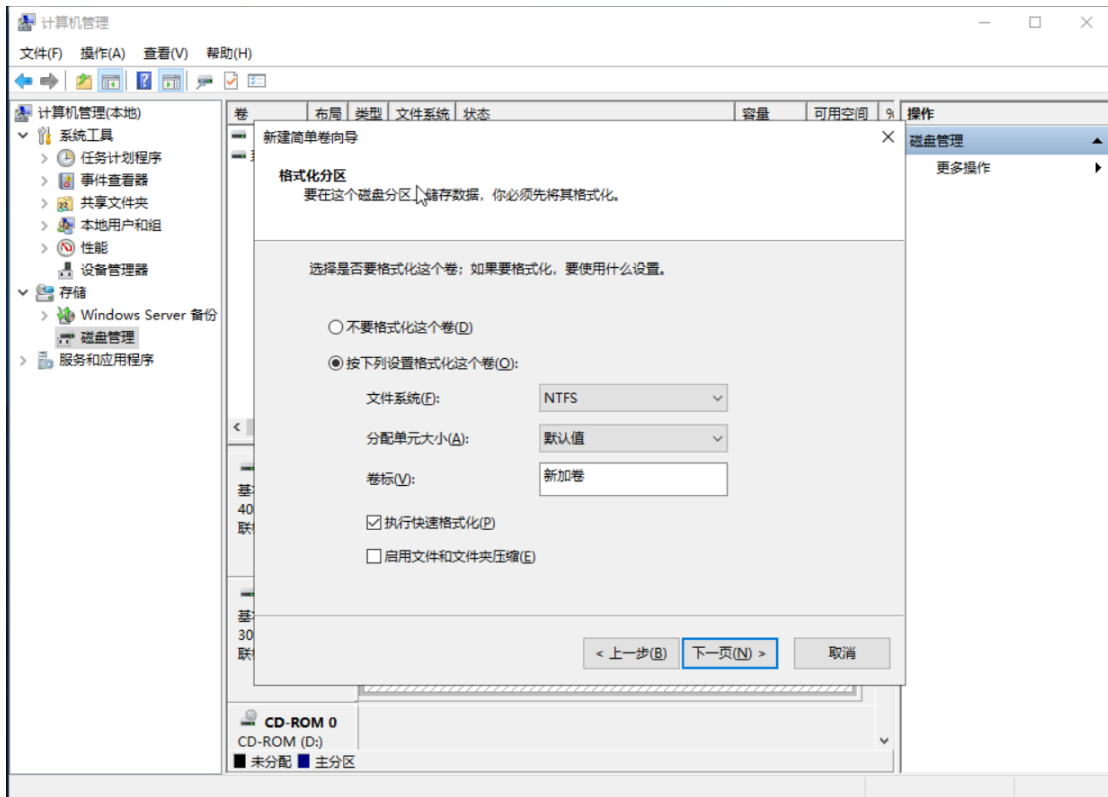 计算机管理
文件(F) 操作(A) 查看(V) 帮助(H)
计算机管理(本地)
系统工具
任务计划程序
事件查看器
共享文件夹
本地用户和组
性能
设备管理器
存储
Windows Server 备份
磁盘管理
服务和应用程序
卷 布局 类型 文件系统 状态 容量 可用空间 %
新建简单卷向导
格式化分区
要在这个磁盘分区上储存数据，你必须先将其格式化。
选择是否要格式化这个卷；如果要格式化，要使用什么设置。
不要格式化这个卷(D)
按下列设置格式化这个卷(O):
文件系统(F): NTFS
分配单元大小(A): 默认值
卷标(V): 新加卷
执行快速格式化(P)
启用文件和文件夹压缩(E)
< 上一步(B) 下一页(N) > 取消
40
30
CD-ROM 0
CD-ROM (D:)
未分配 主分区
操作
磁盘管理
更多操作